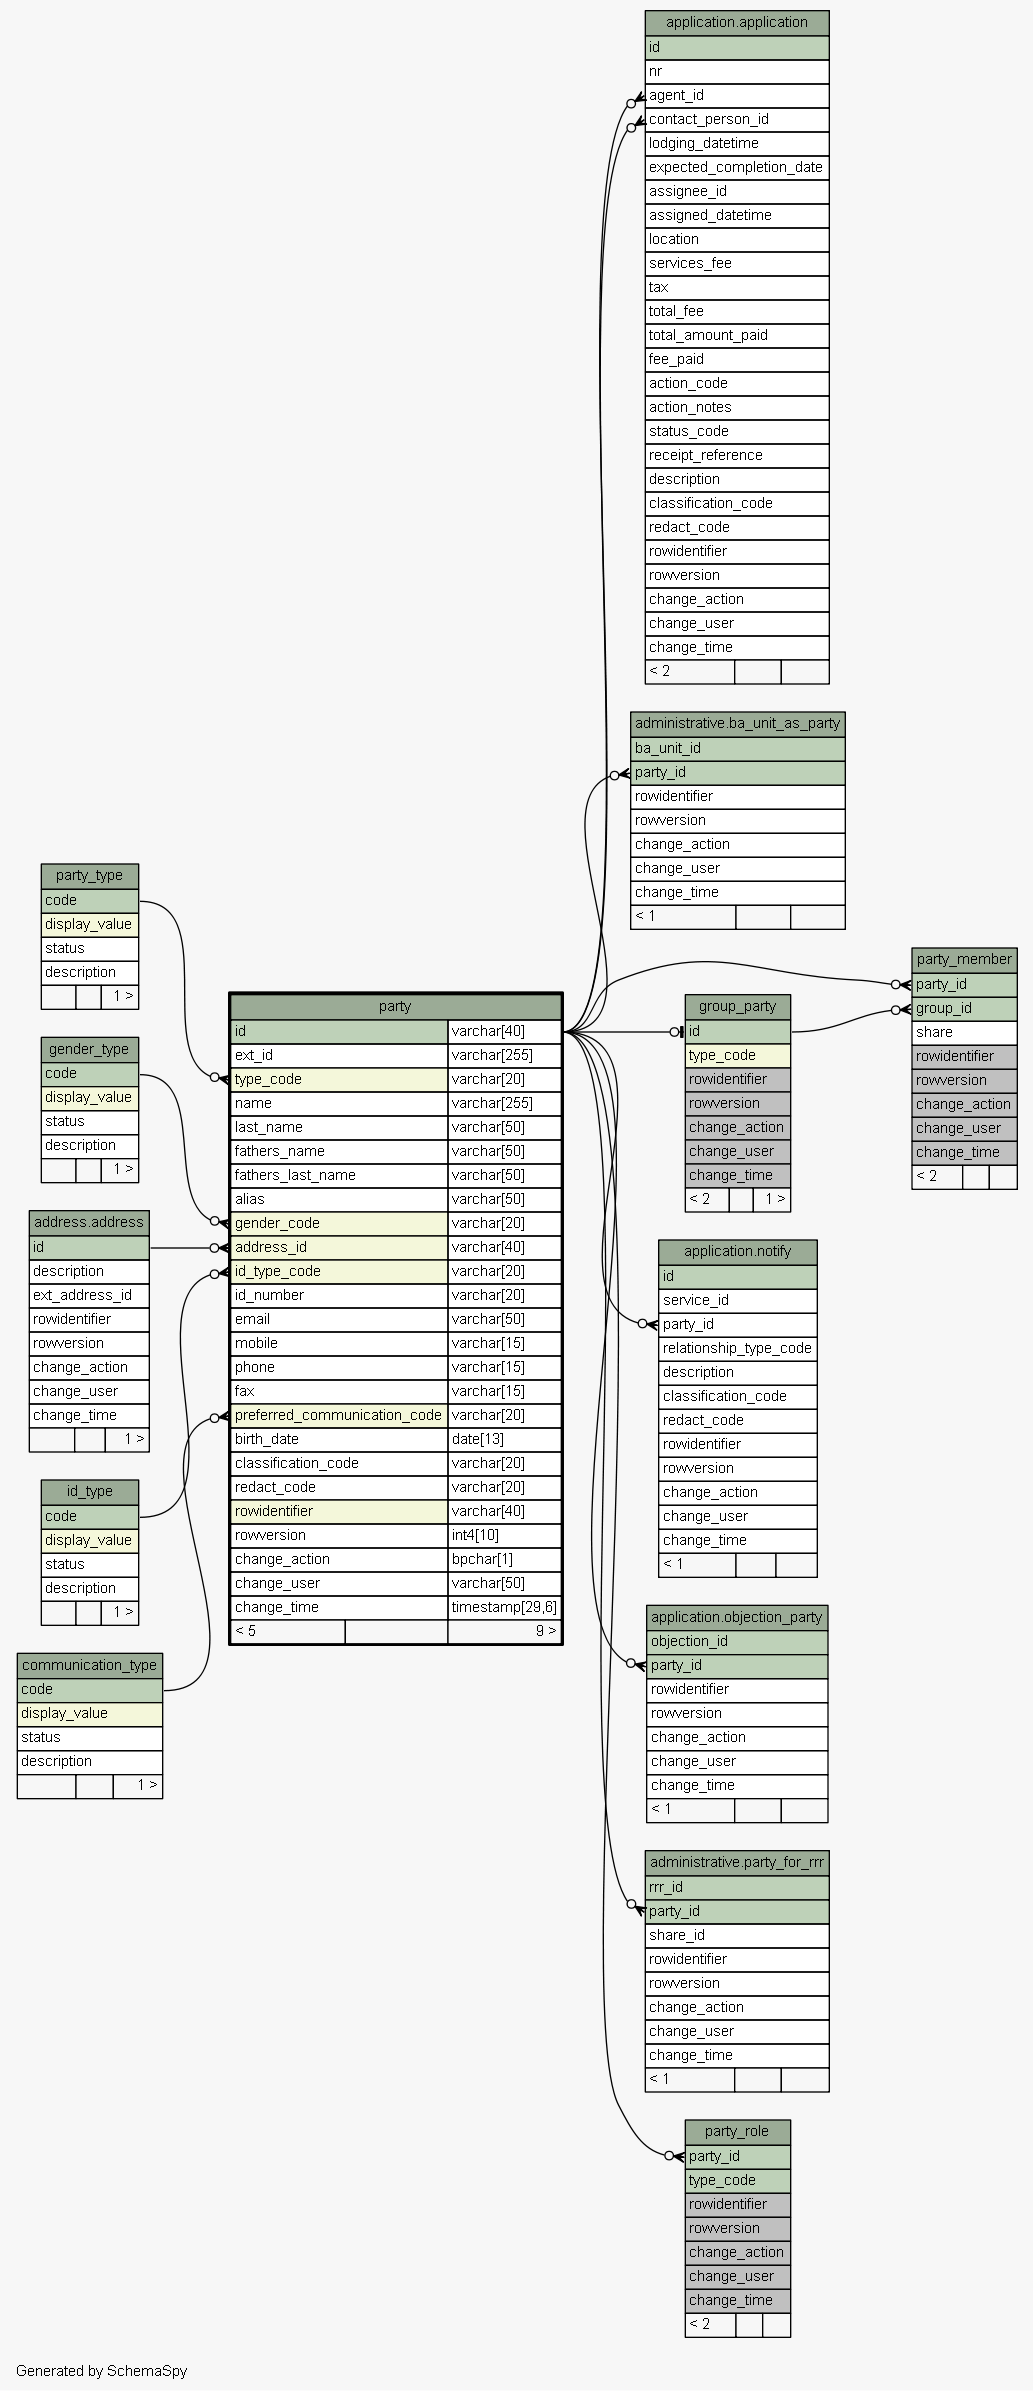 application.application
id
nr
agent_id
contact_person_id
lodging_datetime
expected_completion_date
assignee_id
assigned_datetime
location
services_fee
tax
total_fee
total_amount_paid
fee_paid
action_code
action_notes
status_code
receipt_reference
description
classification_code
redact_code
rowidentifier
rowversion
change_action
change_user
change_time
< 2
administrative.ba_unit_as_party
ba_unit_id
party_id
rowidentifier
rowversion
change_action
change_user
change_time
< 1
party_type
code
display_value
status
description
1 >
gender_type
code
display_value
status
description
1 >
address.address
id
description
ext_address_id
rowidentifier
rowversion
change_action
change_user
change_time
1 >
id_type
code
display_value
status
description
1 >
communication_type
code
display_value
status
description
1 >
party
id varchar[40]
ext_id varchar[255]
type_code varchar[20]
name varchar[255]
last_name varchar[50]
fathers_name varchar[50]
fathers_last_name varchar[50]
alias varchar[50]
gender_code varchar[20]
address_id varchar[40]
id_type_code varchar[20]
id_number varchar[20]
email varchar[50]
mobile varchar[15]
phone varchar[15]
fax varchar[15]
preferred_communication_code varchar[20]
birth_date date[13]
classification_code varchar[20]
redact_code varchar[20]
rowidentifier varchar[40]
rowversion int4[10]
change_action bpchar[1]
change_user varchar[50]
change_time timestamp[29,6]
< 5 9 >
group_party
id
type_code
rowidentifier
rowversion
change_action
change_user
change_time
< 2 1 >
party_member
party_id
group_id
share
rowidentifier
rowversion
change_action
change_user
change_time
< 2
application.notify
id
service_id
party_id
relationship_type_code
description
classification_code
redact_code
rowidentifier
rowversion
change_action
change_user
change_time
< 1
application.objection_party
objection_id
party_id
rowidentifier
rowversion
change_action
change_user
change_time
< 1
administrative.party_for_rrr
rrr_id
party_id
share_id
rowidentifier
rowversion
change_action
change_user
change_time
< 1
party_role
party_id
type_code
rowidentifier
rowversion
change_action
change_user
change_time
< 2
Generated by SchemaSpy